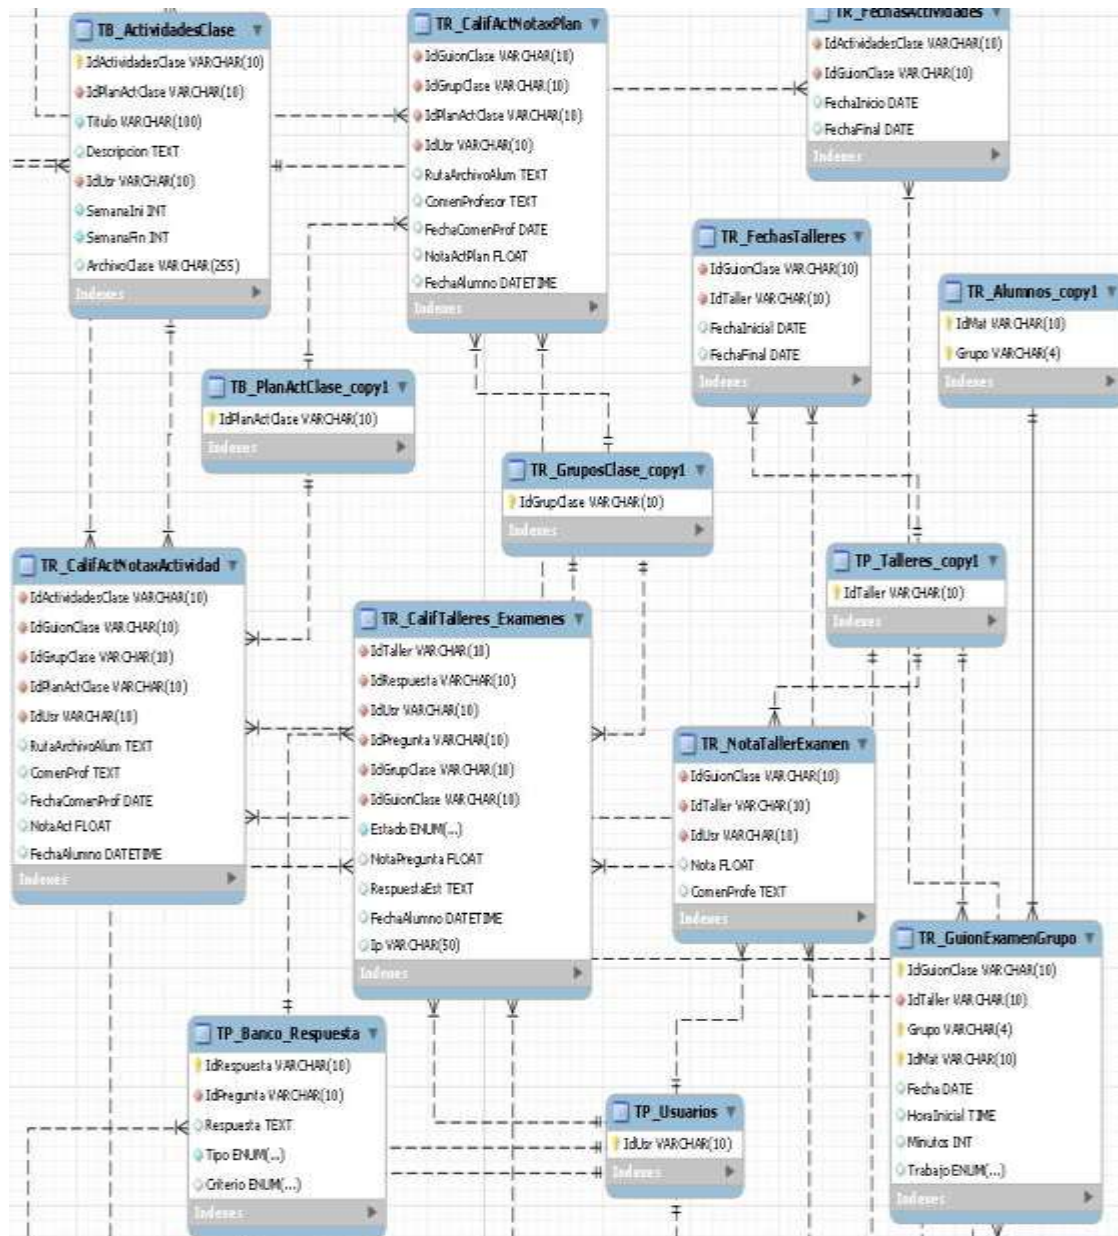 TB_ActividadesClase
IdActividadesClase VARCHAR(10)
IdPlanActClase VARCHAR(10)
Titulo VARCHAR(100)
Descripcion TEXT
IdUsr VARCHAR(10)
SemanaIni INT
SemanaFin INT
ArchivoClase VARCHAR(255)
Indexes
TR_CalifActNotaxPlan
IdGuionClase VARCHAR(10)
IdGrupClase VARCHAR(10)
IdPlanActClase VARCHAR(10)
IdUsr VARCHAR(10)
RutaArchivoAlum TEXT
ComenProfesor TEXT
FechaComenProf DATE
NotaActPlan FLOAT
FechaAlumno DATETIME
Indexes
TR_FechasActividades
IdActividadesClase VARCHAR(10)
IdGuionClase VARCHAR(10)
FechaInicio DATE
FechaFinal DATE
Indexes
TR_FechasTalleres
IdGuionClase VARCHAR(10)
IdTaller VARCHAR(10)
FechaInicial DATE
FechaFinal DATE
Indexes
TR_Alumnos_copy1
IdMat VARCHAR(10)
Grupo VARCHAR(4)
Indexes
TB_PlanActClase_copy1
IdPlanActClase VARCHAR(10)
Indexes
TR_GruposClase_copy1
IdGrupClase VARCHAR(10)
Indexes
TR_CalifActNotaxActividad
IdActividadesClase VARCHAR(10)
IdGuionClase VARCHAR(10)
IdGrupClase VARCHAR(10)
IdPlanActClase VARCHAR(10)
IdUsr VARCHAR(10)
RutaArchivoAlum TEXT
ComenProf TEXT
FechaComenProf DATE
NotaAct FLOAT
FechaAlumno DATETIME
Indexes
TR_CalifTalleres_Examenes
IdTaller VARCHAR(10)
IdRespuesta VARCHAR(10)
IdUsr VARCHAR(10)
IdPregunta VARCHAR(10)
IdGrupClase VARCHAR(10)
IdGuionClase VARCHAR(10)
Estado ENUM(...)
NotaPregunta FLOAT
RespuestaEst TEXT
FechaAlumno DATETIME
Ip VARCHAR(50)
Indexes
TP_Talleres_copy1
IdTaller VARCHAR(10)
Indexes
TR_NotaTallerExamen
IdGuionClase VARCHAR(10)
IdTaller VARCHAR(10)
IdUsr VARCHAR(10)
Nota FLOAT
ComenProfe TEXT
Indexes
TR_GuionExamenGrupo
IdGuionClase VARCHAR(10)
IdTaller VARCHAR(10)
Grupo VARCHAR(4)
IdMat VARCHAR(10)
Fecha DATE
HoraInicial TIME
Minutos INT
Trabajo ENUM(...)
Indexes
TP_Banco_Respuesta
IdRespuesta VARCHAR(10)
IdPregunta VARCHAR(10)
Respuesta TEXT
Tipo ENUM(...)
Criterio ENUM(...)
Indexes
TP_Usuarios
IdUsr VARCHAR(10)
Indexes